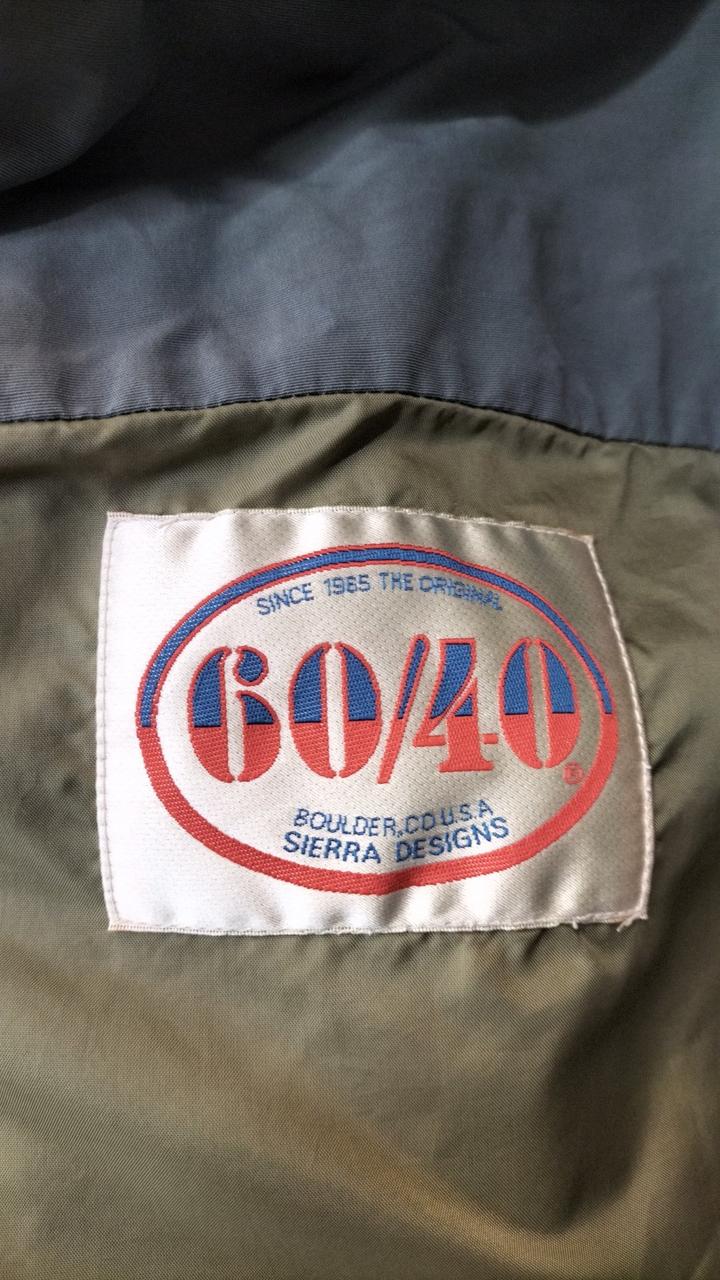 SINCE 1965 THE ORIGINAL
60/40®
BOULDER, CO U.S.A
SIERRA DESIGNS